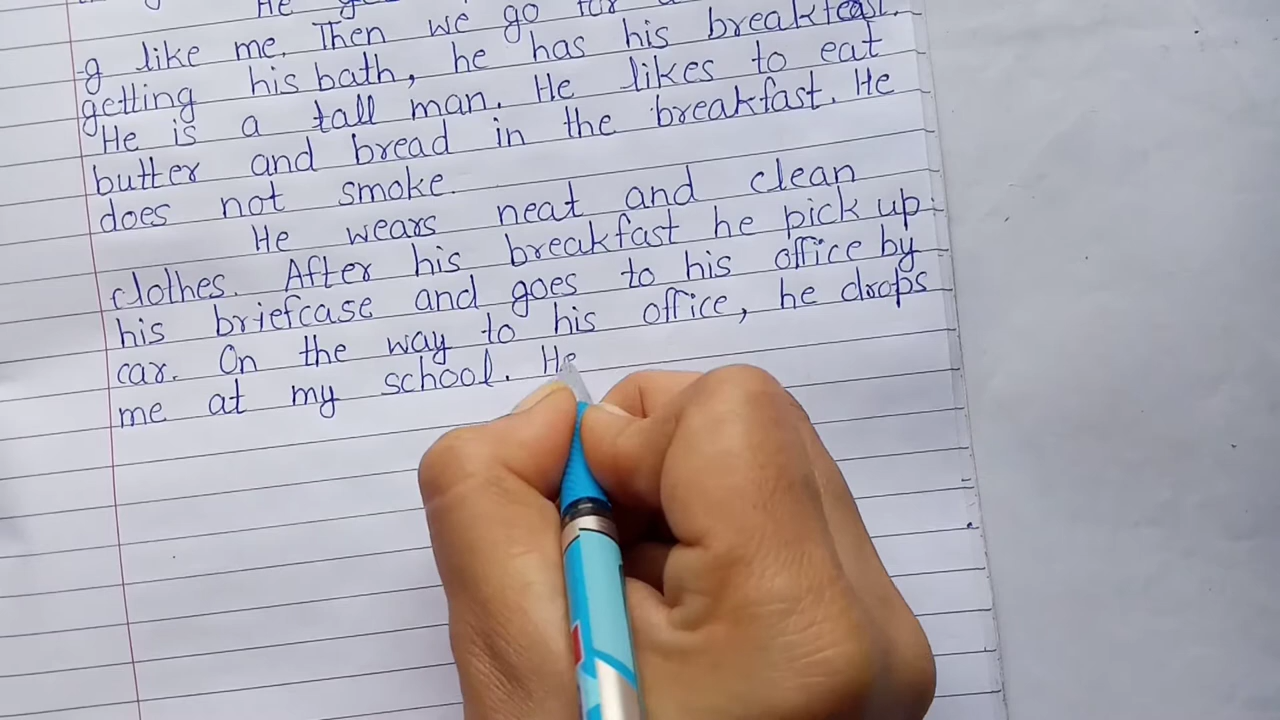 He
-g like me. Then we go for
getting his bath, he has his breakfast.
He is a tall man. He likes to eat
butter and bread in the breakfast. He
does not smoke.
He wears neat and clean
clothes. After his breakfast he pick up
his briefcase and goes to his office by
car. On the way to his office, he drops
me at my school. He